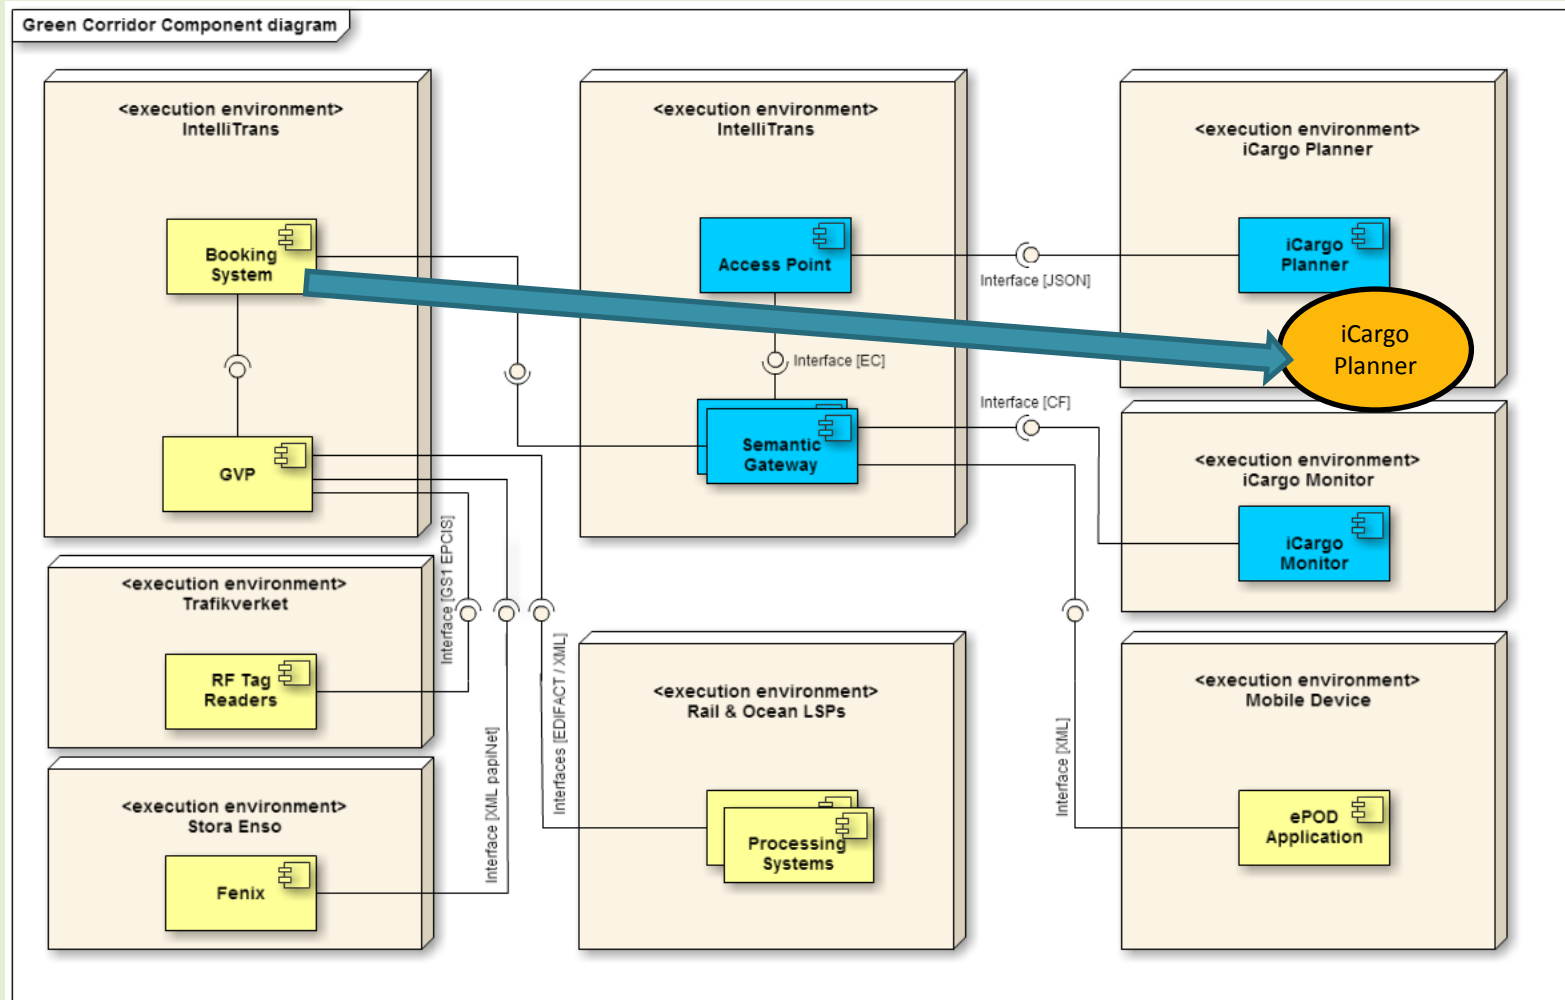 Green Corridor Component diagram
<execution environment>
IntelliTrans
Booking
System
GVP
<execution environment>
IntelliTrans
Access Point
Interface [EC]
Semantic
Gateway
<execution environment>
iCargo Planner
iCargo
Planner
Interface [JSON]
iCargo
Planner
Interface [CF]
<execution environment>
iCargo Monitor
iCargo
Monitor
<execution environment>
Trafikverket
RF Tag
Readers
Interface [GS1 EPCIS]
<execution environment>
Stora Enso
Fenix
Interface [XML papiNet]
Interfaces [EDIFACT / XML]
<execution environment>
Rail & Ocean LSPs
Processing
Systems
Interface [XML]
<execution environment>
Mobile Device
ePOD
Application